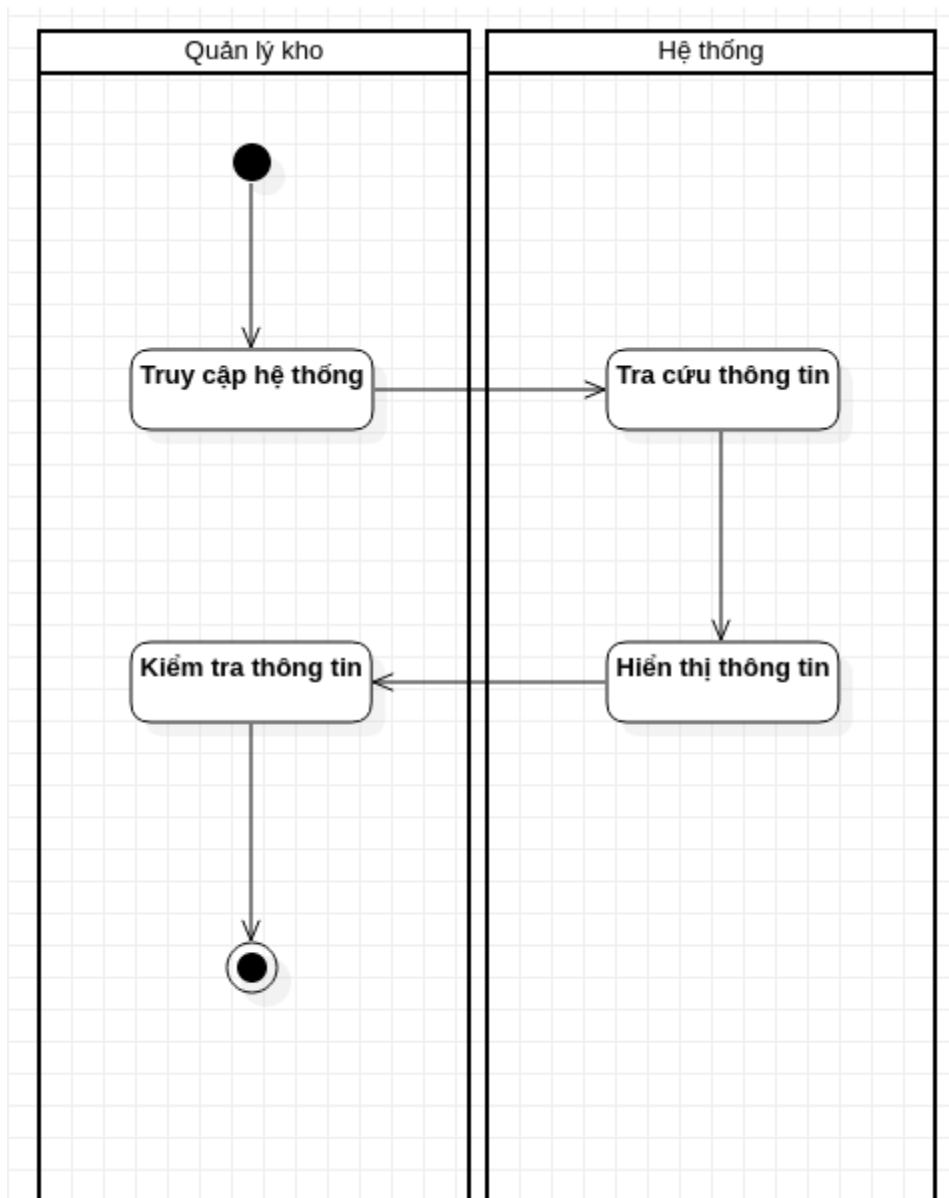 Quản lý kho
Hệ thống
Truy cập hệ thống
Tra cứu thông tin
Kiểm tra thông tin
Hiển thị thông tin